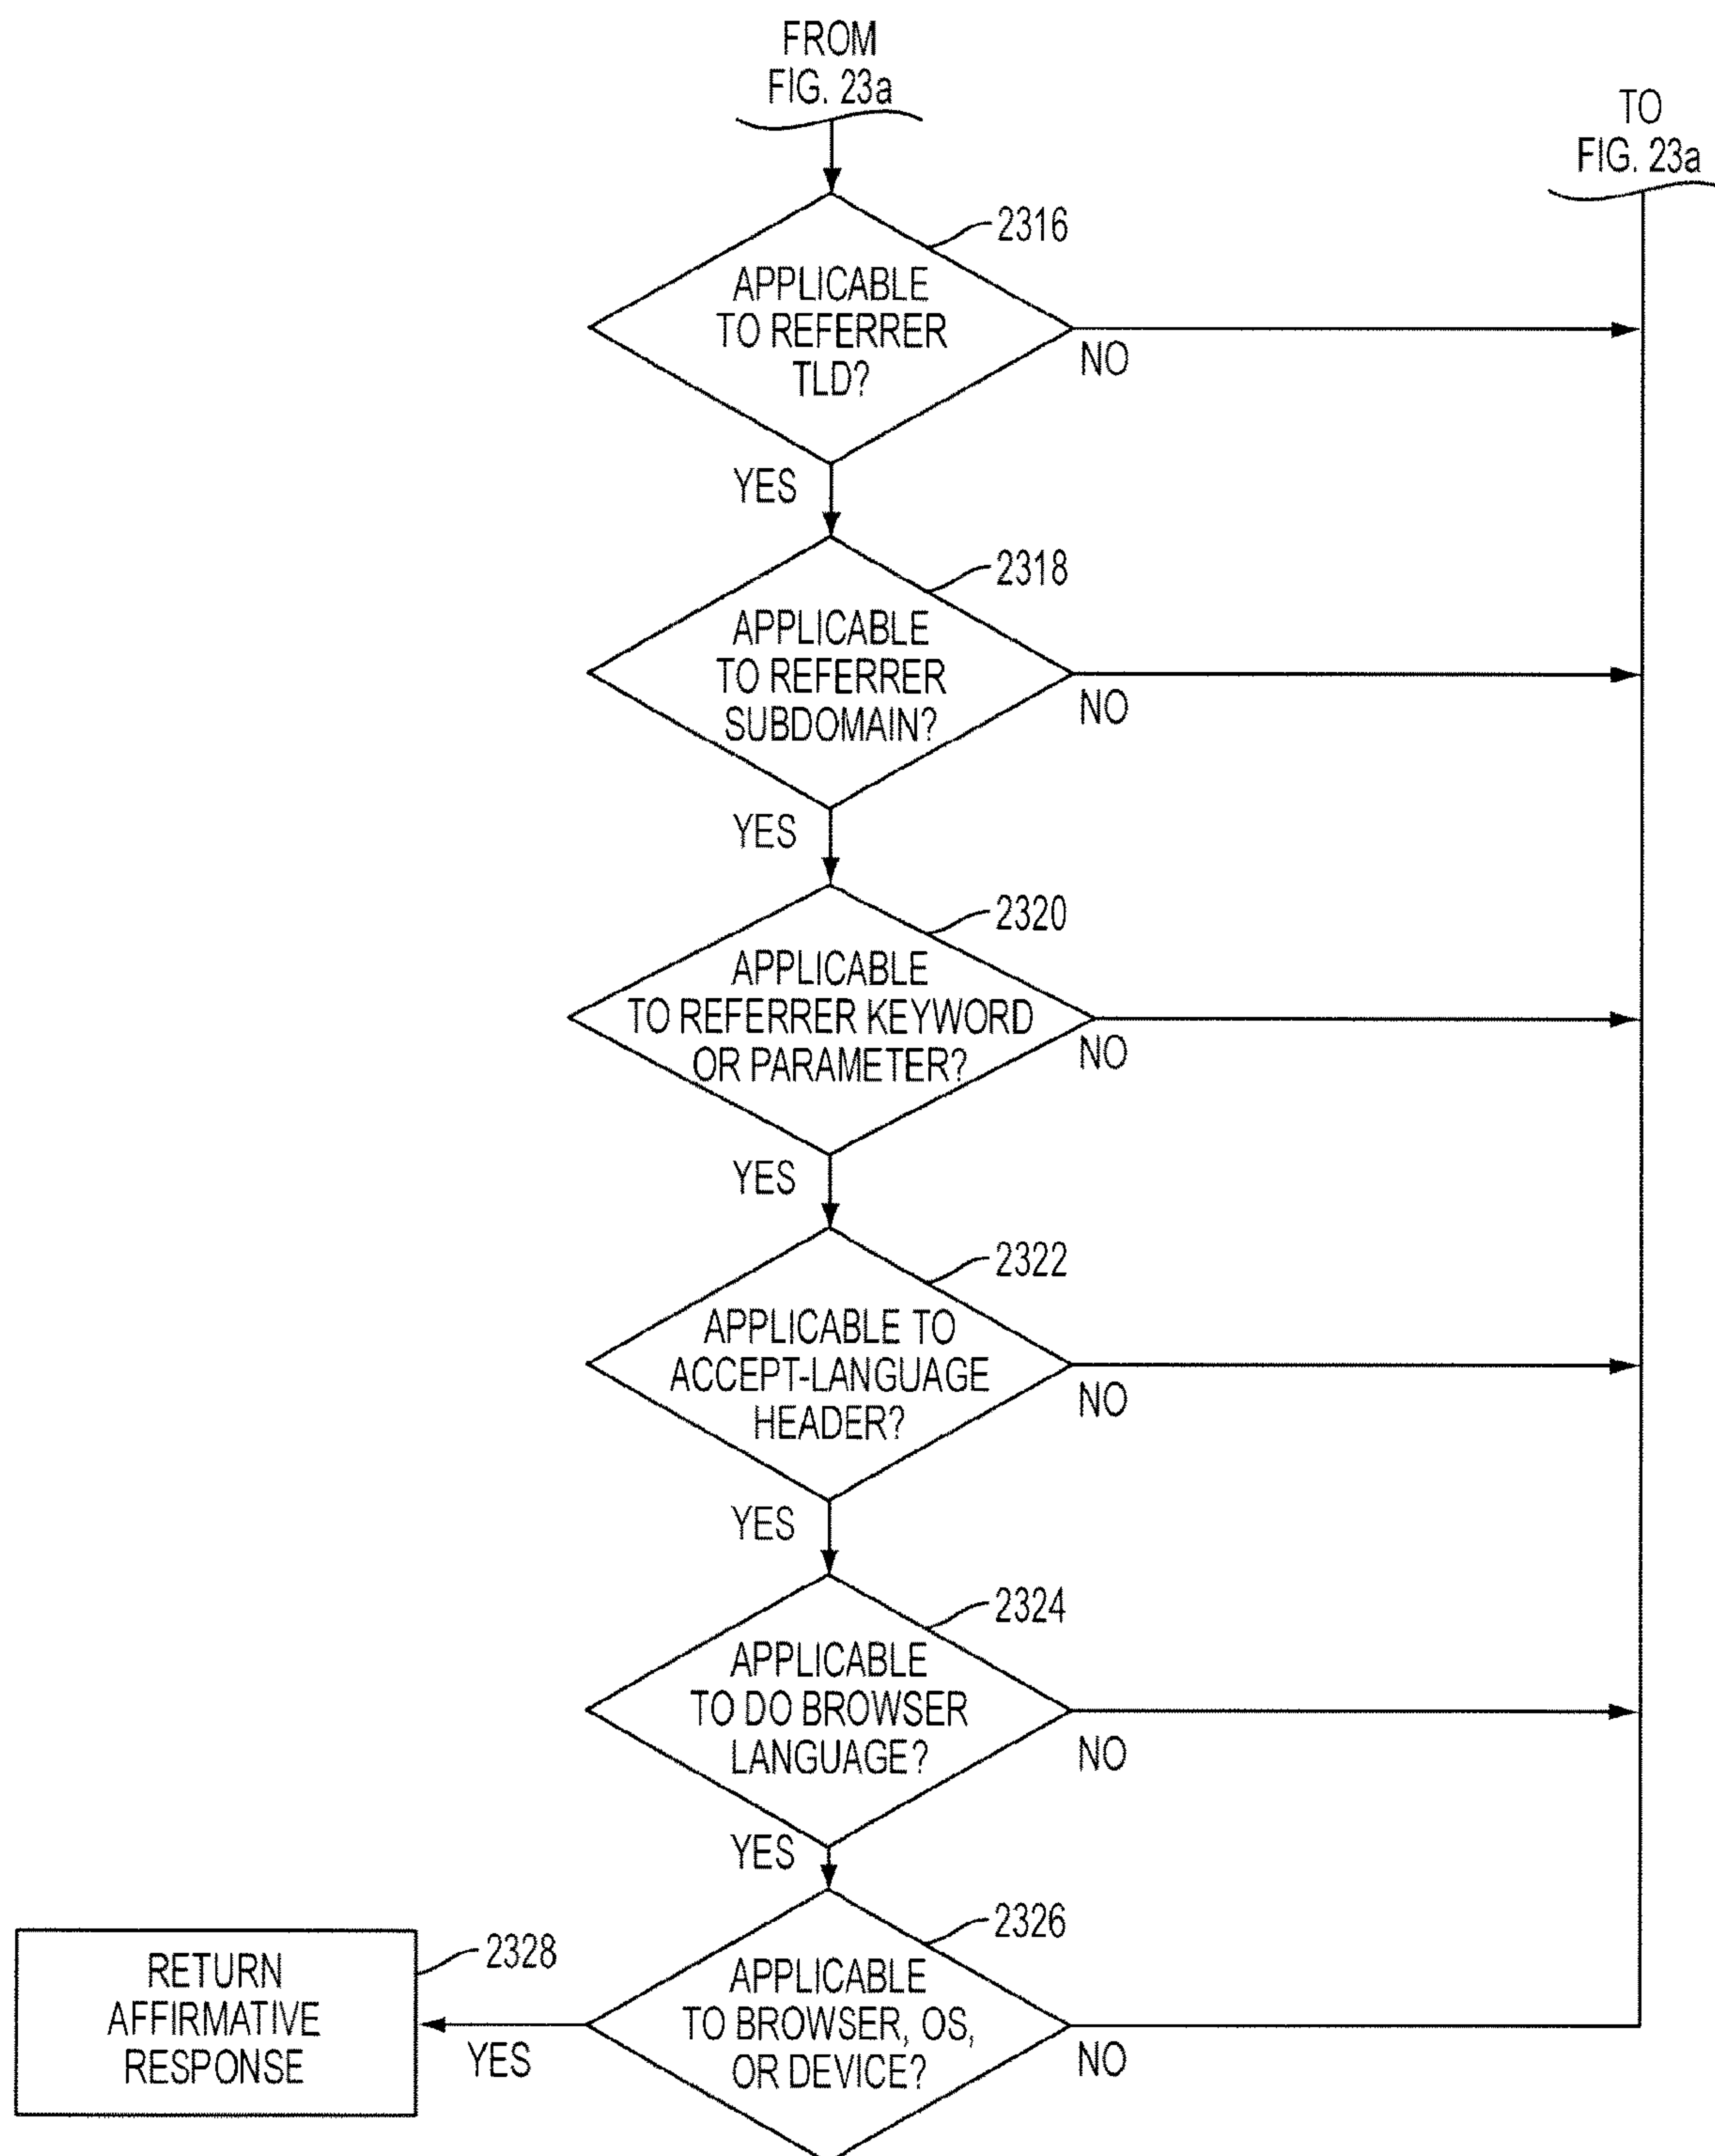 FROM
FIG. 23a
TO
FIG. 23a
2316
APPLICABLE
TO REFERRER
TLD?
NO
YES
2318
APPLICABLE
TO REFERRER
SUBDOMAIN?
NO
YES
2320
APPLICABLE
TO REFERRER KEYWORD
OR PARAMETER?
NO
YES
2322
APPLICABLE TO
ACCEPT-LANGUAGE
HEADER?
NO
YES
2324
APPLICABLE
TO DO BROWSER
LANGUAGE?
NO
YES
2326
APPLICABLE
TO BROWSER, OS,
OR DEVICE?
NO
YES
2328
RETURN
AFFIRMATIVE
RESPONSE